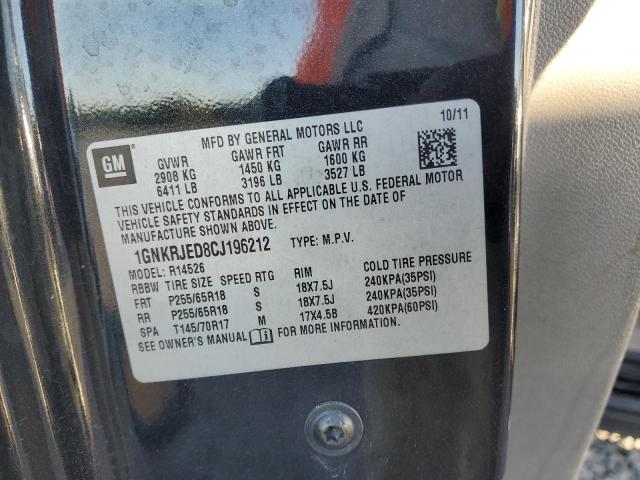 MFD BY GENERAL MOTORS LLC 10/11
GM
GVWR GAWR FRT GAWR RR
2908 KG 1450 KG 1600 KG
6411 LB 3196 LB 3527 LB
THIS VEHICLE CONFORMS TO ALL APPLICABLE U.S. FEDERAL MOTOR
VEHICLE SAFETY STANDARDS IN EFFECT ON THE DATE OF
MANUFACTURE SHOWN ABOVE.
1GNKRJED8CJ196212 TYPE: M.P.V.
MODEL: R14526
RBBW TIRE SIZE SPEED RTG RIM COLD TIRE PRESSURE
FRT P255/65R18 S 18X7.5J 240KPA(35PSI)
RR P255/65R18 S 18X7.5J 240KPA(35PSI)
SPA T145/70R17 M 17X4.5B 420KPA(60PSI)
SEE OWNER'S MANUAL FOR MORE INFORMATION.